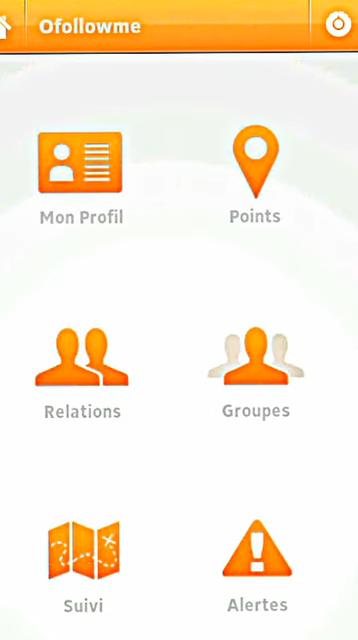 Ofollowme
Mon Profil
Points
Relations
Groupes
Suivi
Alertes